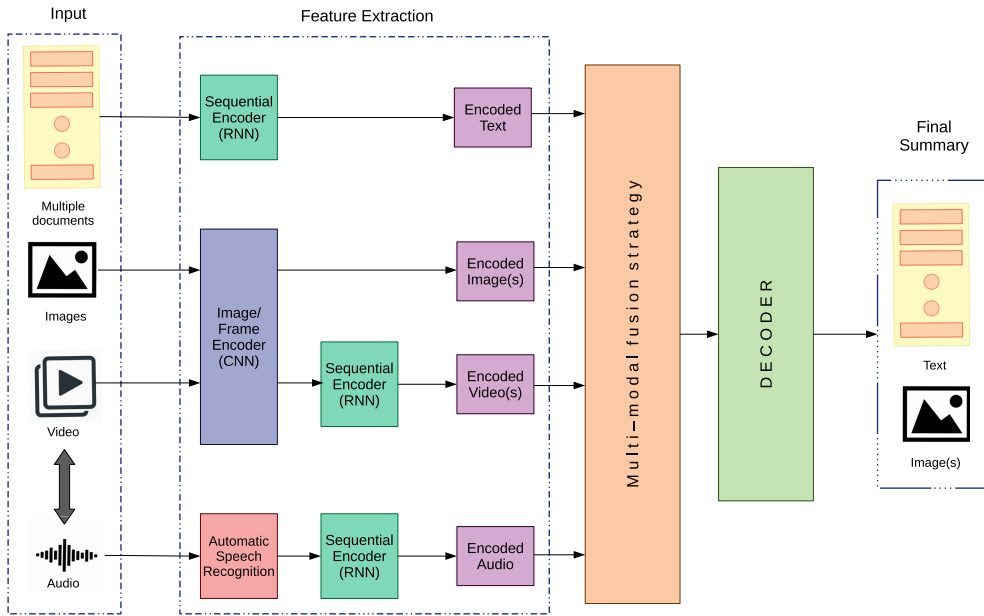 Input
Feature Extraction
Multiple
documents
Images
Video
Audio
Sequential
Encoder
(RNN)
Encoded
Text
Image/
Frame
Encoder
(CNN)
Encoded
Image(s)
Sequential
Encoder
(RNN)
Encoded
Video(s)
Automatic
Speech
Recognition
Sequential
Encoder
(RNN)
Encoded
Audio
Multi-modal fusion strategy
DECODER
Final
Summary
Text
Image(s)